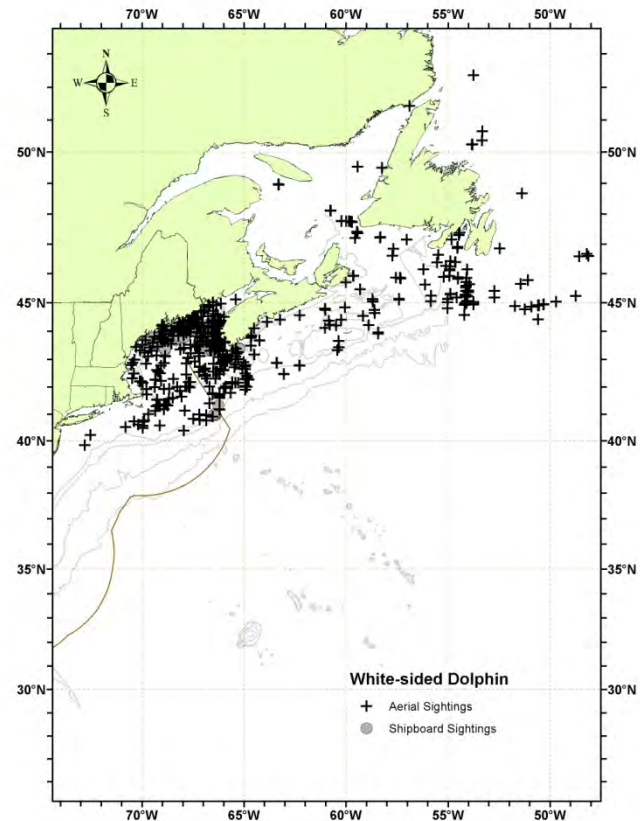 70°W 65°W 60°W 55°W 50°W
N
W E
S
50°N 50°N
45°N 45°N
40°N 40°N
35°N 35°N
30°N 30°N
White-sided Dolphin
Aerial Sightings
Shipboard Sightings
70°W 65°W 60°W 55°W 50°W